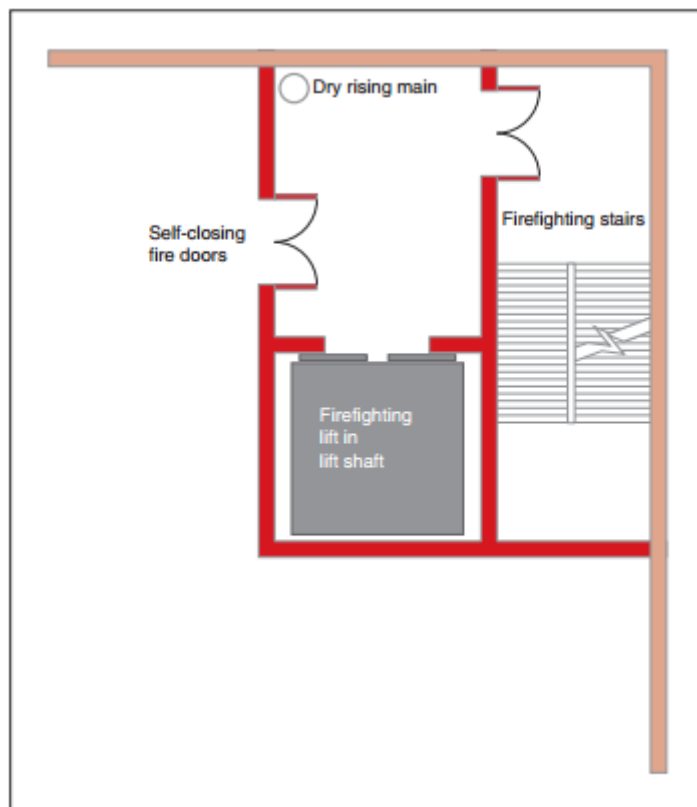 Dry rising main
Self-closing
fire doors
Firefighting stairs
Firefighting
lift in
lift shaft